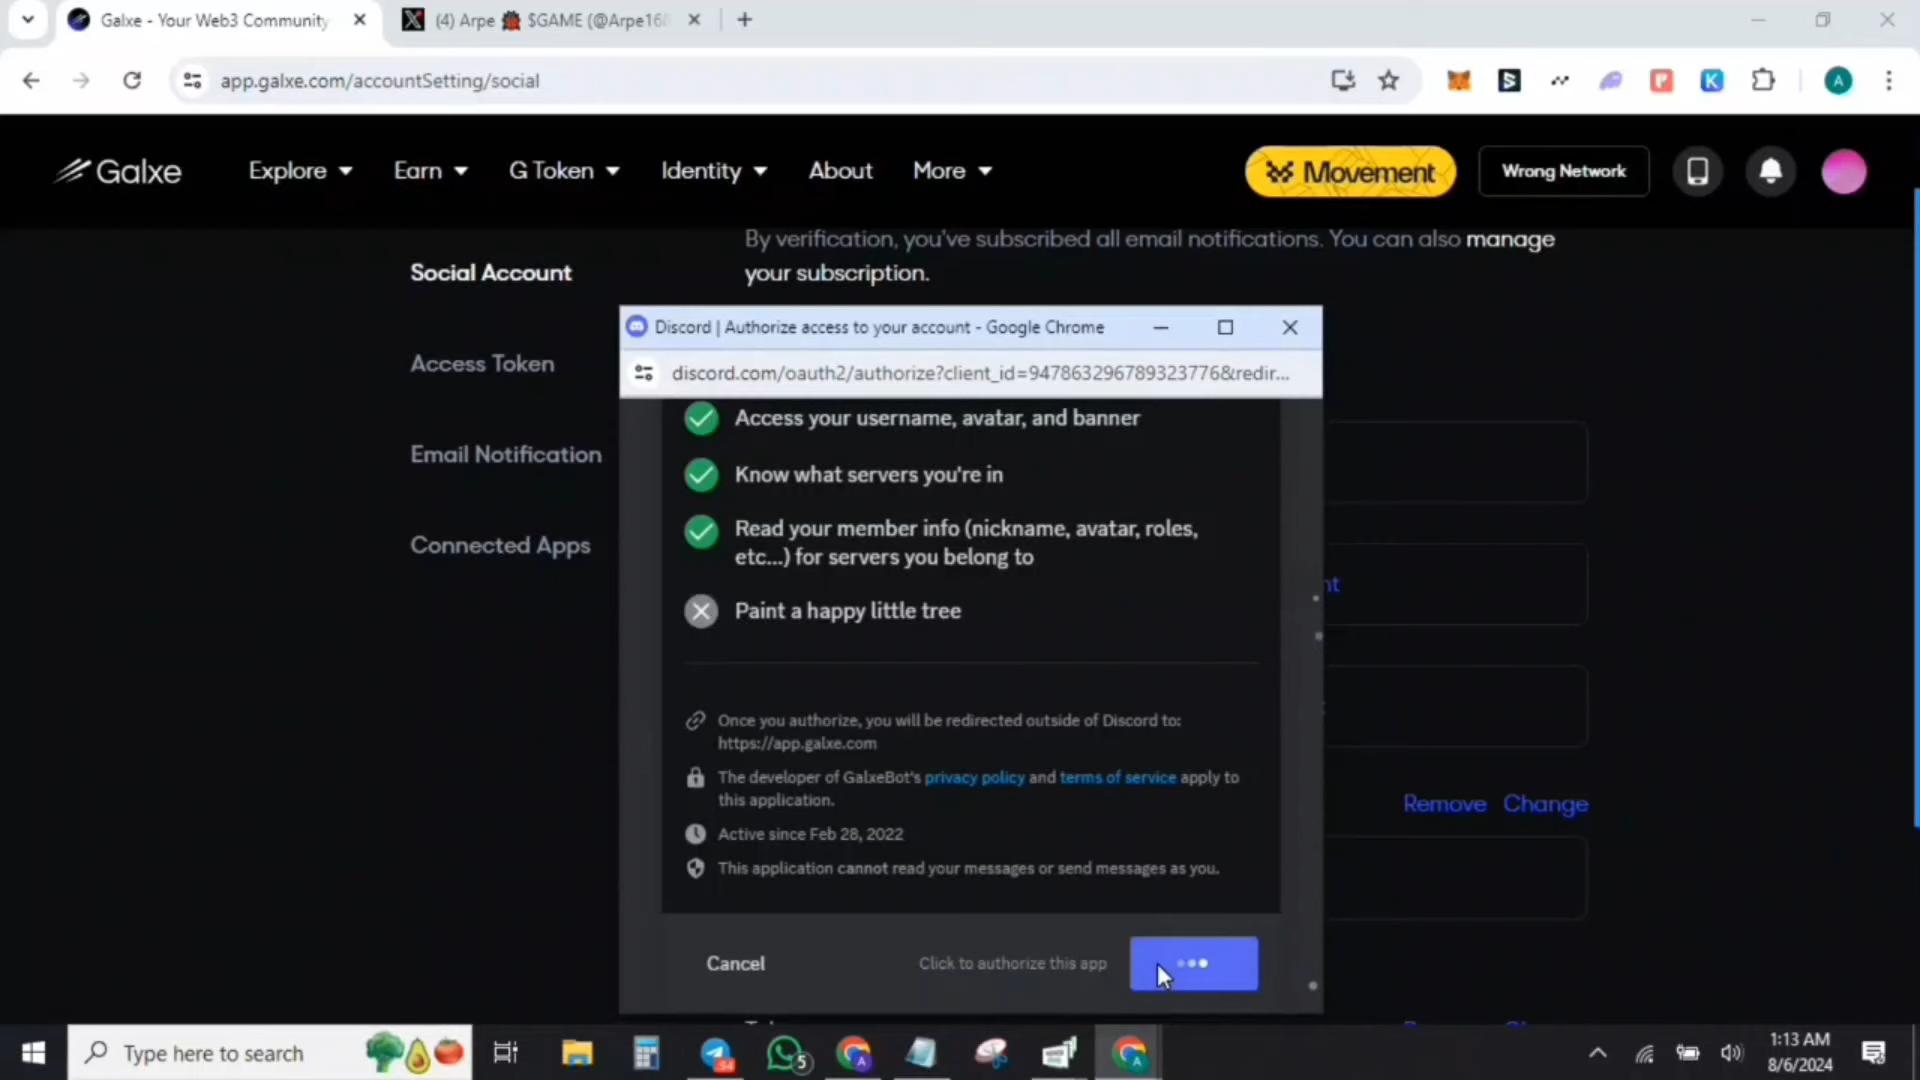 Galxe - Your Web3 Community
(4) Arpe 🐞 $GAME (@Arpe168
app.galxe.com/accountSetting/social
A
Galxe
Explore
Earn
G Token
Identity
About
More
Movement
Wrong Network
By verification, you've subscribed all email notifications. You can also manage
your subscription.
Social Account
Access Token
Email Notification
Connected Apps
Discord | Authorize access to your account - Google Chrome
discord.com/oauth2/authorize?client_id=947863296789323776&redir...
Access your username, avatar, and banner
Know what servers you're in
Read your member info (nickname, avatar, roles,
etc...) for servers you belong to
Paint a happy little tree
Once you authorize, you will be redirected outside of Discord to:
https://app.galxe.com
The developer of GalxeBot's privacy policy and terms of service apply to
this application.
Active since Feb 28, 2022
This application cannot read your messages or send messages as you.
Cancel
Click to authorize this app
Remove Change
Type here to search
5
1:13 AM
8/6/2024